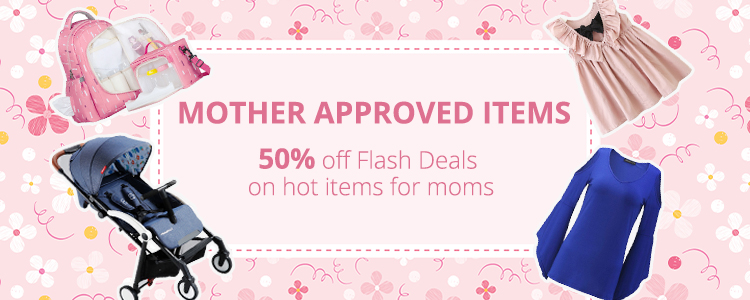 MOTHER APPROVED ITEMS
50% off Flash Deals
on hot items for moms